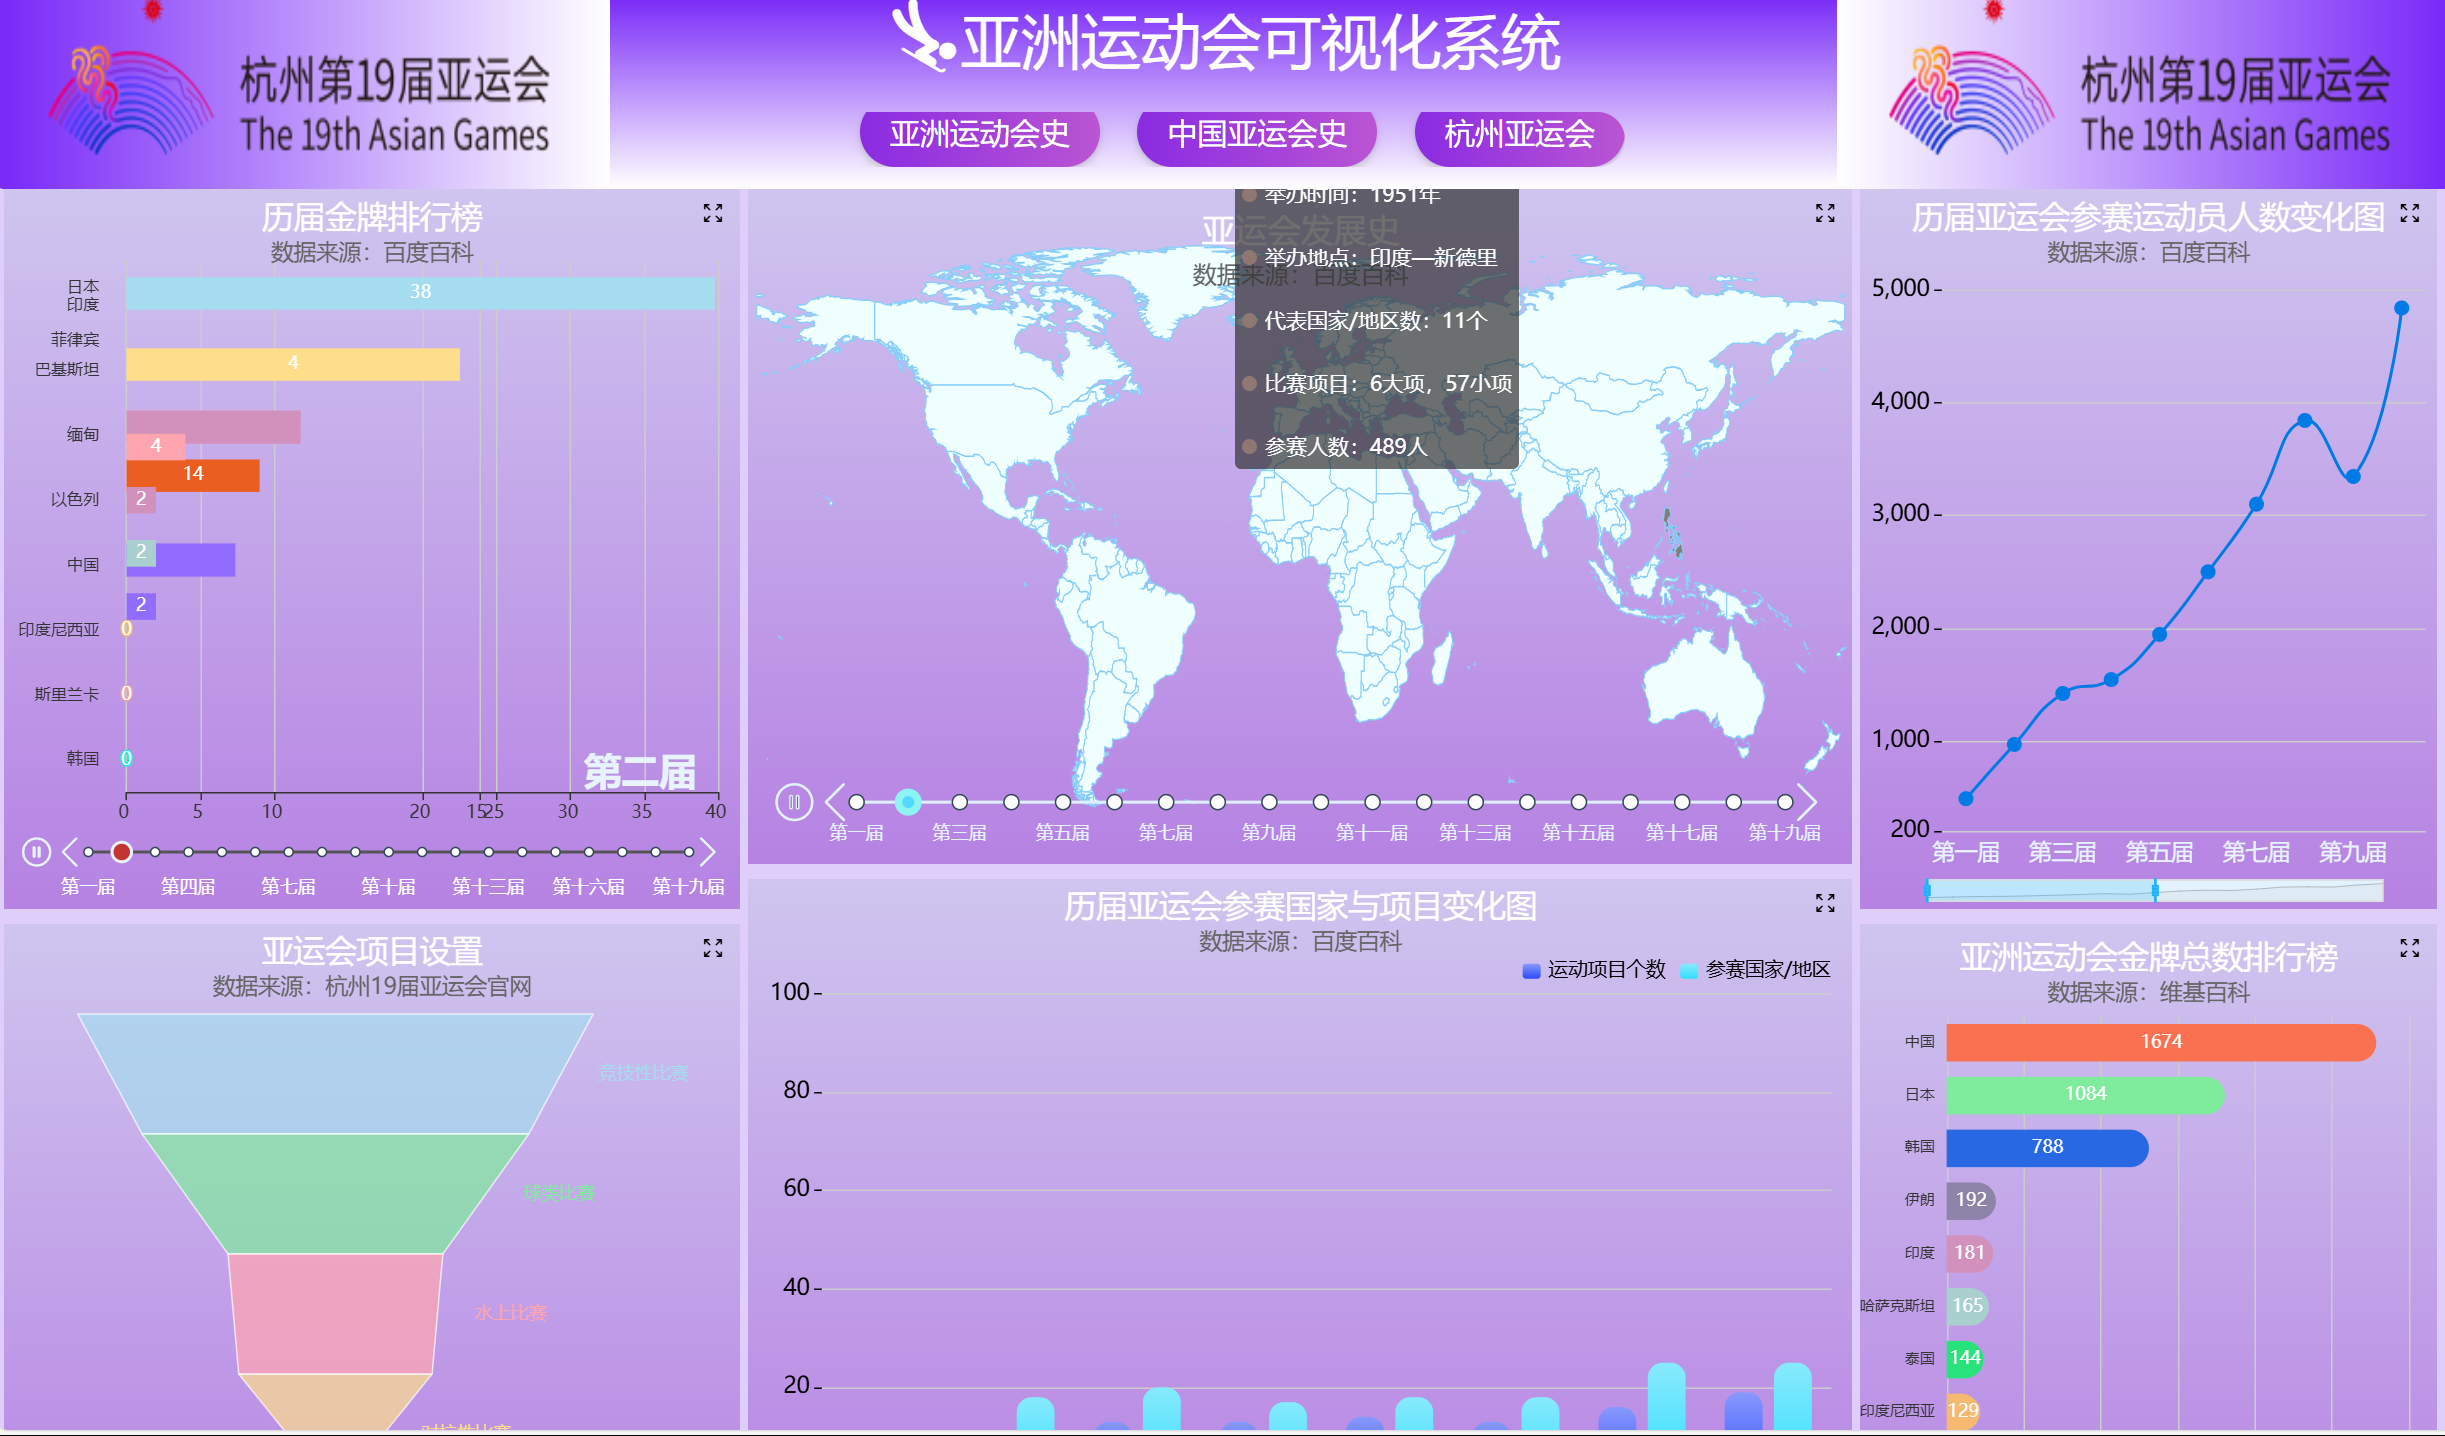 杭州第19届亚运会
The 19th Asian Games
亚洲运动会可视化系统
亚洲运动会史
中国亚运会史
杭州亚运会
杭州第19届亚运会
The 19th Asian Games
历届金牌排行榜
数据来源：百度百科
日本
印度
菲律宾
巴基斯坦
缅甸
以色列
中国
印度尼西亚
斯里兰卡
韩国
38
4
4
14
2
2
2
0
0
0
第二届
0
5
10
15
20
25
30
35
40
第一届
第四届
第七届
第十届
第十三届
第十六届
第十九届
亚运会发展史
数据来源：百度百科
举办时间：1951年
举办地点：印度—新德里
代表国家/地区数：11个
比赛项目：6大项，57小项
参赛人数：489人
第一届
第三届
第五届
第七届
第九届
第十一届
第十三届
第十五届
第十七届
第十九届
历届亚运会参赛运动员人数变化图
数据来源：百度百科
5,000
4,000
3,000
2,000
1,000
200
第一届
第三届
第五届
第七届
第九届
亚运会项目设置
数据来源：杭州19届亚运会官网
竞技性比赛
球类比赛
水上比赛
对抗性比赛
历届亚运会参赛国家与项目变化图
数据来源：百度百科
运动项目个数
参赛国家/地区
100
80
60
40
20
亚洲运动会金牌总数排行榜
数据来源：维基百科
中国
1674
日本
1084
韩国
788
伊朗
192
印度
181
哈萨克斯坦
165
泰国
144
印度尼西亚
129